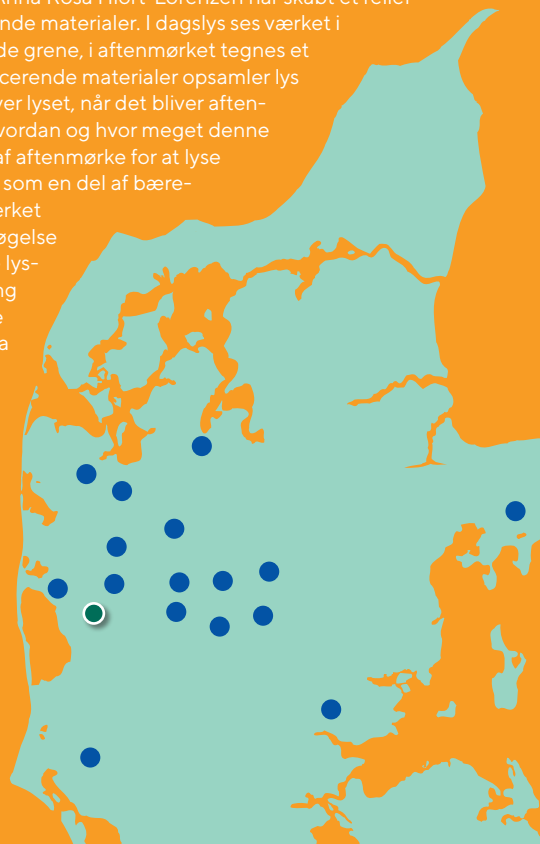 Anna Rosa Hiort-Lorenzen har skabt et relief
nde materialer. I dagslys ses værket i
de grene, i aftenmørket tegnes et
cerende materialer opsamler lys
ver lyset, når det bliver aften-
vordan og hvor meget denne
af aftenmørke for at lyse
som en del af bære-
erket
øgelse
lys-
ng
e
a